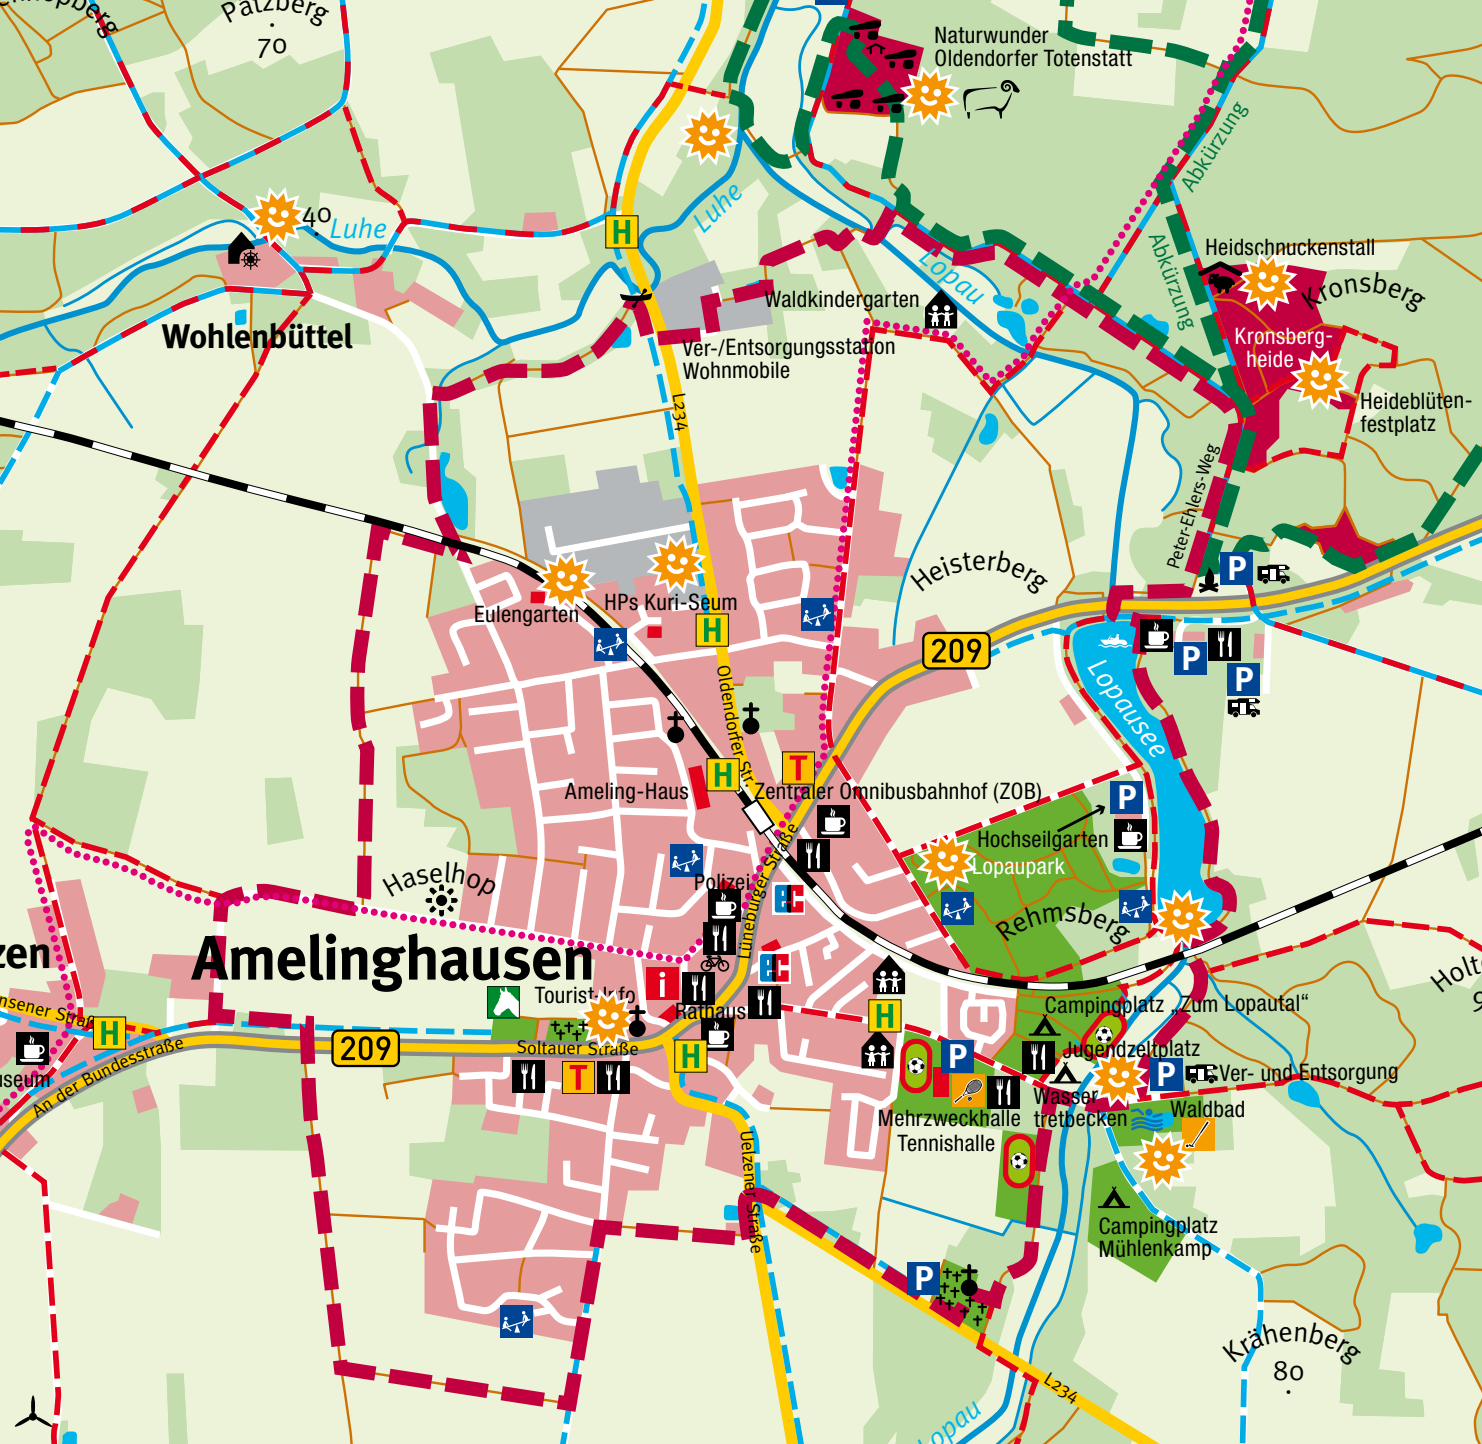 Patzberg
70
Naturwunder
Oldendorfer Totenstatt
Abkürzung
Luhe
40
Luhe
H
Lopau
Abkürzung
Heidschnuckenstall
Kronsberg
Waldkindergarten
Wohlenbüttel
Ver-/Entsorgungsstation
Wohnmobile
Kronsberg-
heide
L234
Heideblüten-
festplatz
Peter-Ehlers-Weg
Heisterberg
P
Eulengarten
HPs Kuri-Seum
H
209
P
P
Lopausee
Oldendorfer Str.
H
T
Ameling-Haus
Zentraler Omnibusbahnhof (ZOB)
P
Hochseilgarten
Lüneburger Straße
Lopaupark
Haselhop
Polizei
ec
Rehmsberg
zen
Amelinghausen
ec
i
Tourist-Info
Rathaus
Campingplatz „Zum Lopautal“
H
H
209
Soltauer Straße
H
P
Jugendzeltplatz
P
Ver- und Entsorgung
An der Bundesstraße
T
Wasser
tretbecken
Waldbad
Mehrzweckhalle
Tennishalle
Uelzener Straße
Campingplatz
Mühlenkamp
P
Krähenberg
80
L234
Lopau